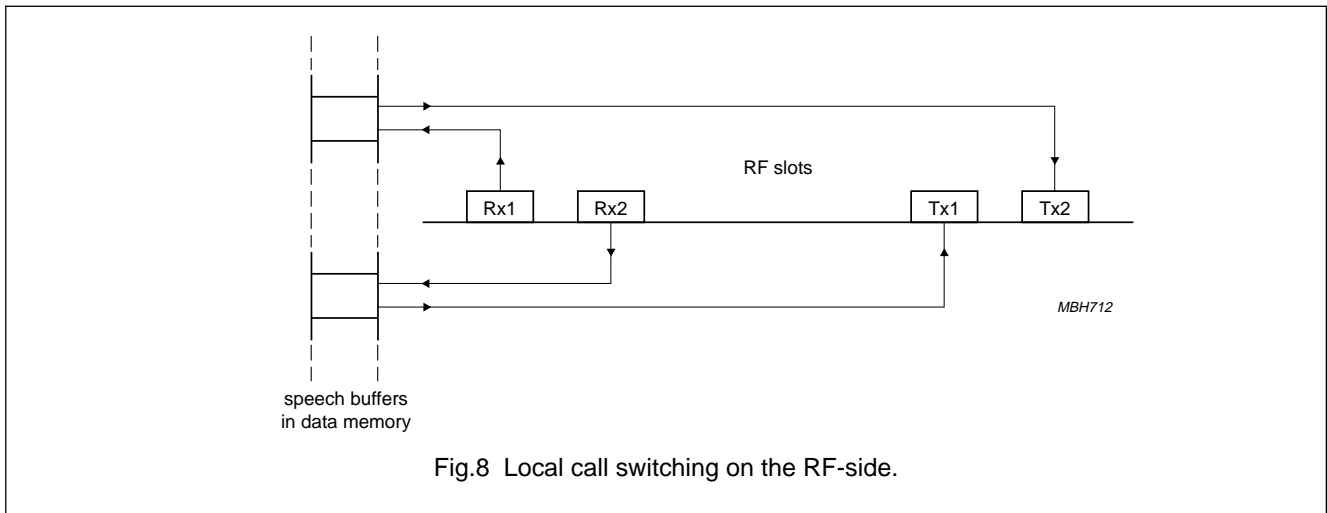 RF slots
Rx1
Rx2
Tx1
Tx2
MBH712
speech buffers
in data memory
Fig.8 Local call switching on the RF-side.